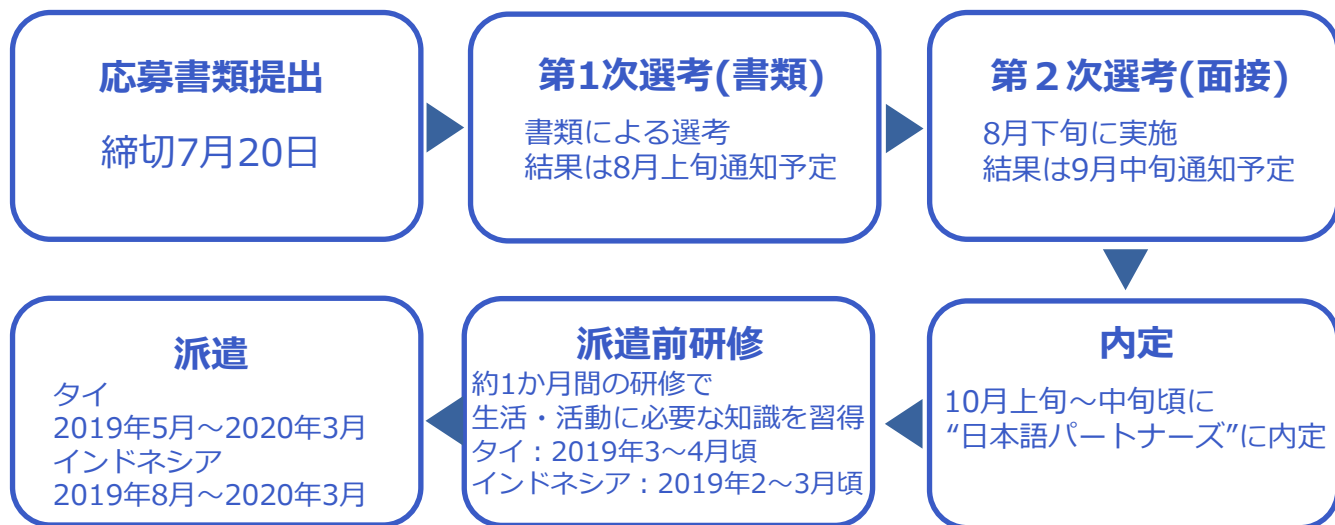 応募書類提出
締切7月20日
第1次選考(書類)
書類による選考
結果は8月上旬通知予定
第２次選考(面接)
8月下旬に実施
結果は9月中旬通知予定
内定
10月上旬～中旬頃に
“日本語パートナーズ”に内定
派遣前研修
約1か月間の研修で
生活・活動に必要な知識を習得
タイ：2019年3～4月頃
インドネシア：2019年2～3月頃
派遣
タイ
2019年5月～2020年3月
インドネシア
2019年8月～2020年3月